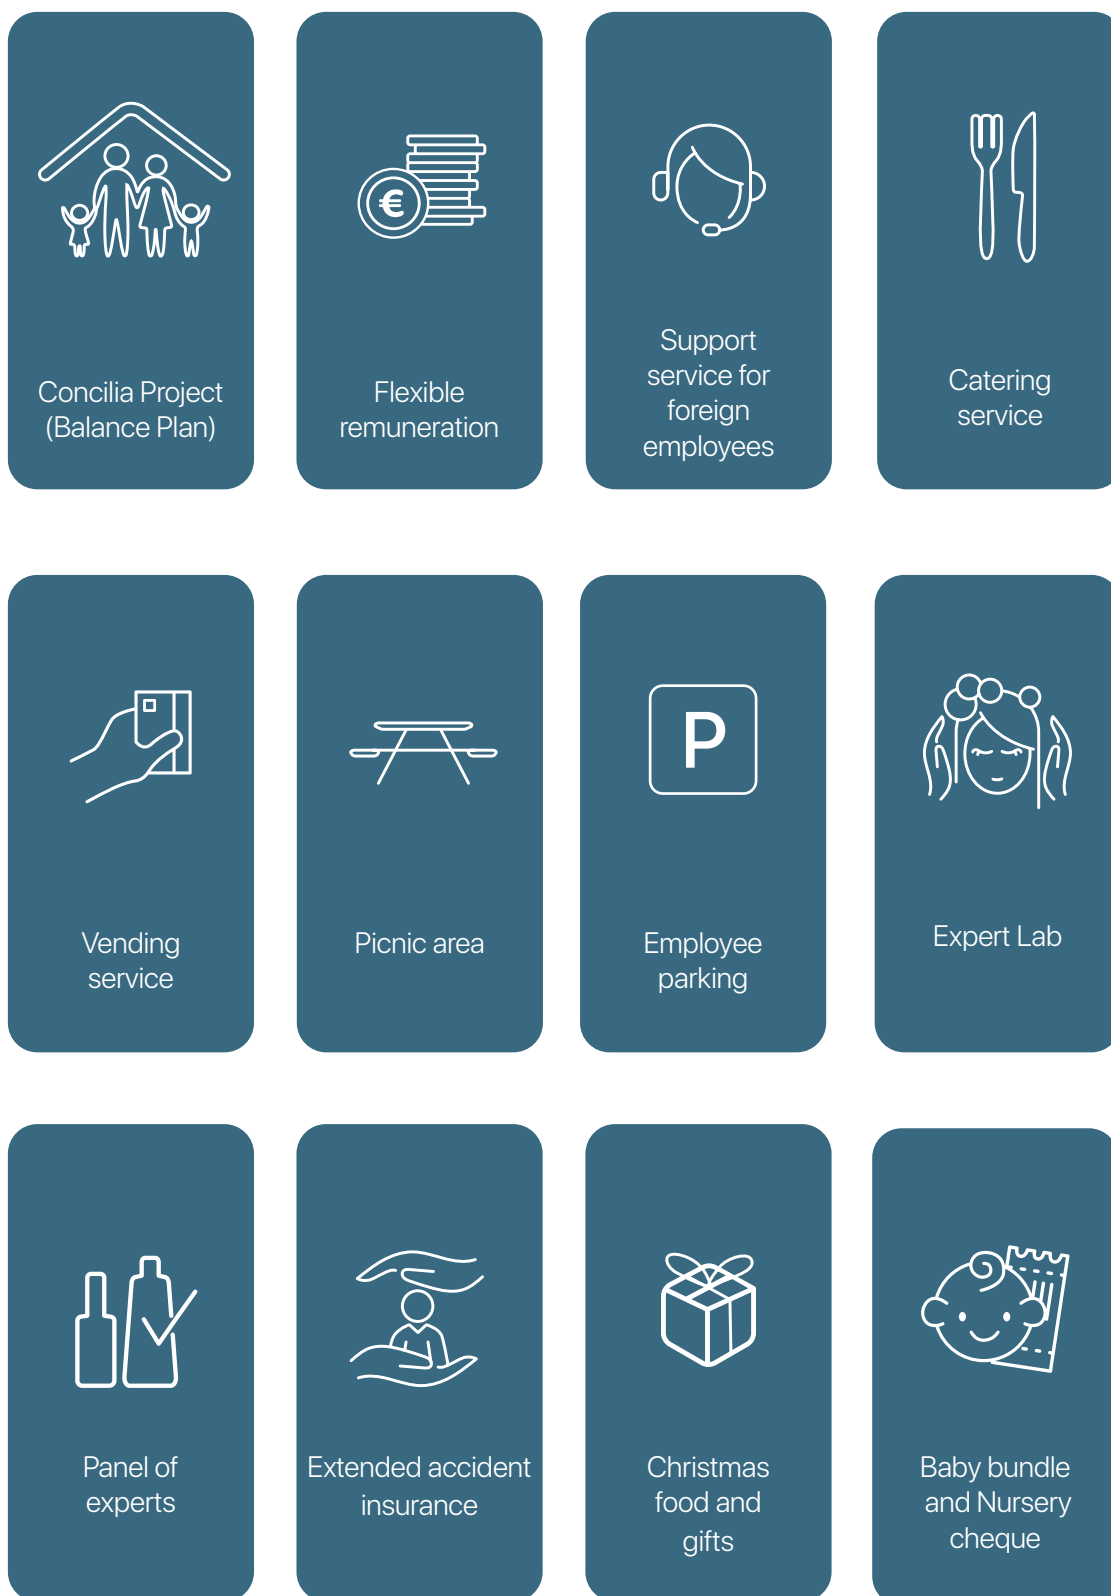 Concilia Project
(Balance Plan)
€
Flexible
remuneration
Support
service for
foreign
employees
Catering
service
Vending
service
Picnic area
P
Employee
parking
Expert Lab
Panel of
experts
Extended accident
insurance
Christmas
food and
gifts
Baby bundle
and Nursery
cheque